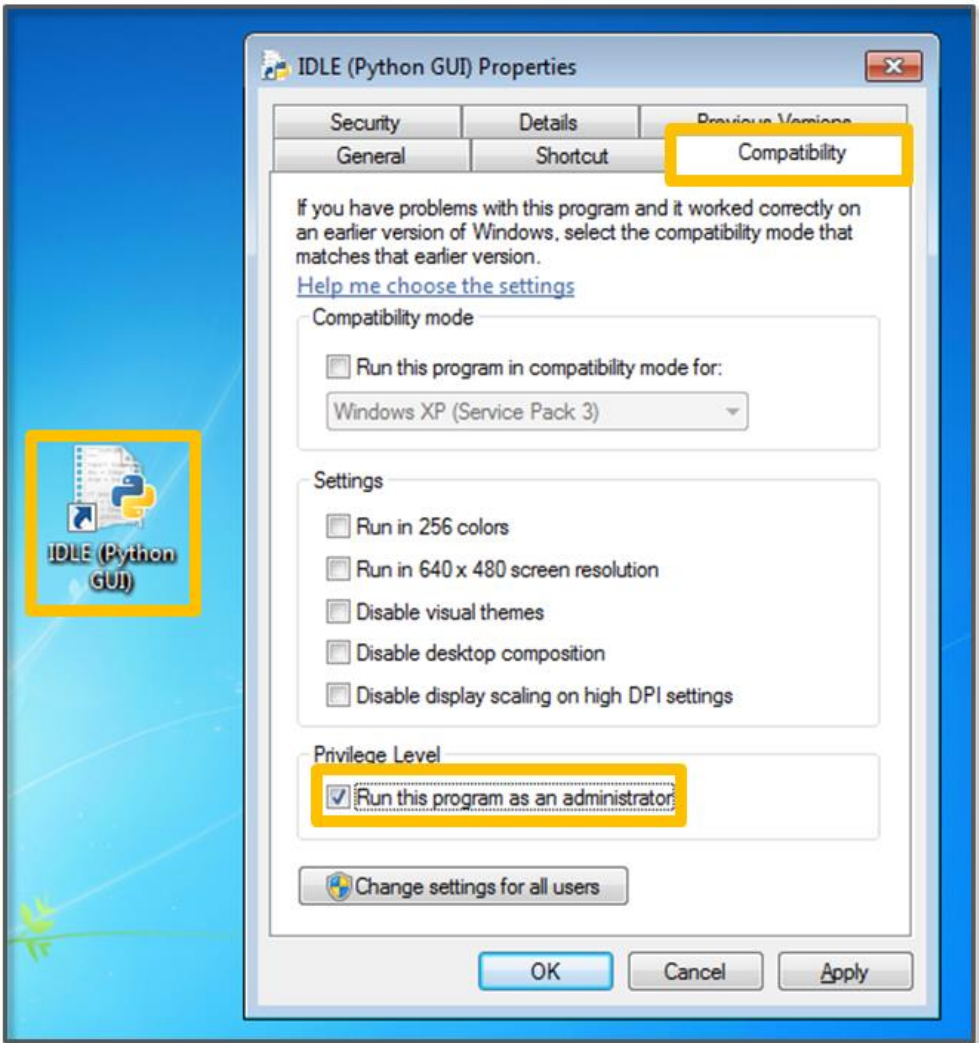 IDLE (Python GUI) Properties
Security
Details
Previous Versions
General
Shortcut
Compatibility
If you have problems with this program and it worked correctly on
an earlier version of Windows, select the compatibility mode that
matches that earlier version.
Help me choose the settings
Compatibility mode
Run this program in compatibility mode for:
Windows XP (Service Pack 3)
IDLE (Python
GUI)
Settings
Run in 256 colors
Run in 640 x 480 screen resolution
Disable visual themes
Disable desktop composition
Disable display scaling on high DPI settings
Privilege Level
Run this program as an administrator
Change settings for all users
OK
Cancel
Apply